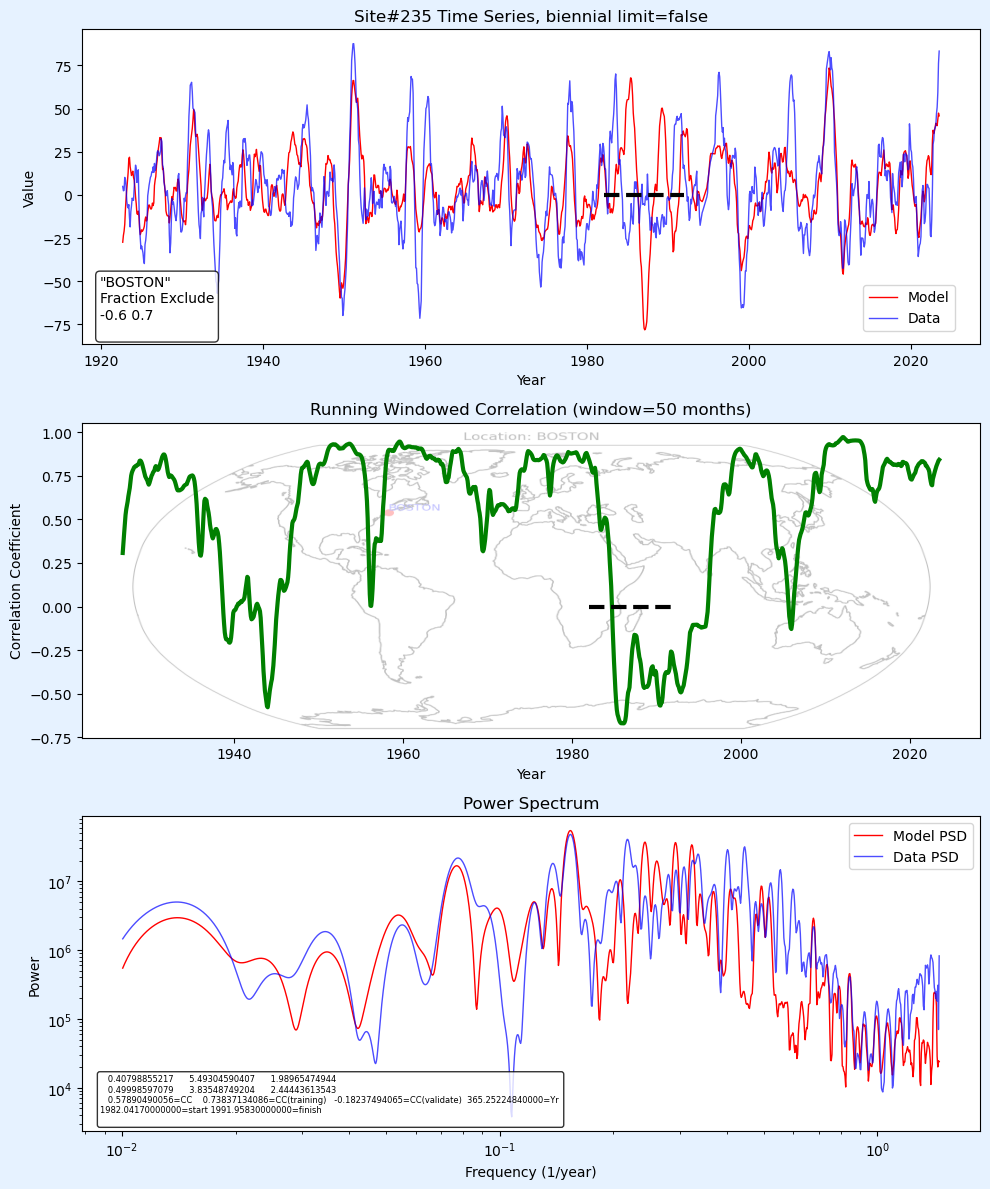 Site#235 Time Series, biennial limit=false
Value
75
50
25
0
−25
−50
−75
"BOSTON"
Fraction Exclude
-0.6 0.7
Model
Data
1920
1940
1960
1980
2000
2020
Year
Running Windowed Correlation (window=50 months)
Correlation Coefficient
1.00
0.75
0.50
0.25
0.00
−0.25
−0.50
−0.75
Location: BOSTON
BOSTON
1940
1960
1980
2000
2020
Year
Power Spectrum
Power
10^7
10^6
10^5
10^4
Model PSD
Data PSD
0.40798855217 5.49304590407 1.98965474944
0.49998597079 3.83548749204 2.44443613543
0.57890490056=CC 0.73837134086=CC(training) -0.18237494065=CC(validate) 365.25224840000=Yr
1982.04170000000=start 1991.95830000000=finish
10^−2
10^−1
10^0
Frequency (1/year)